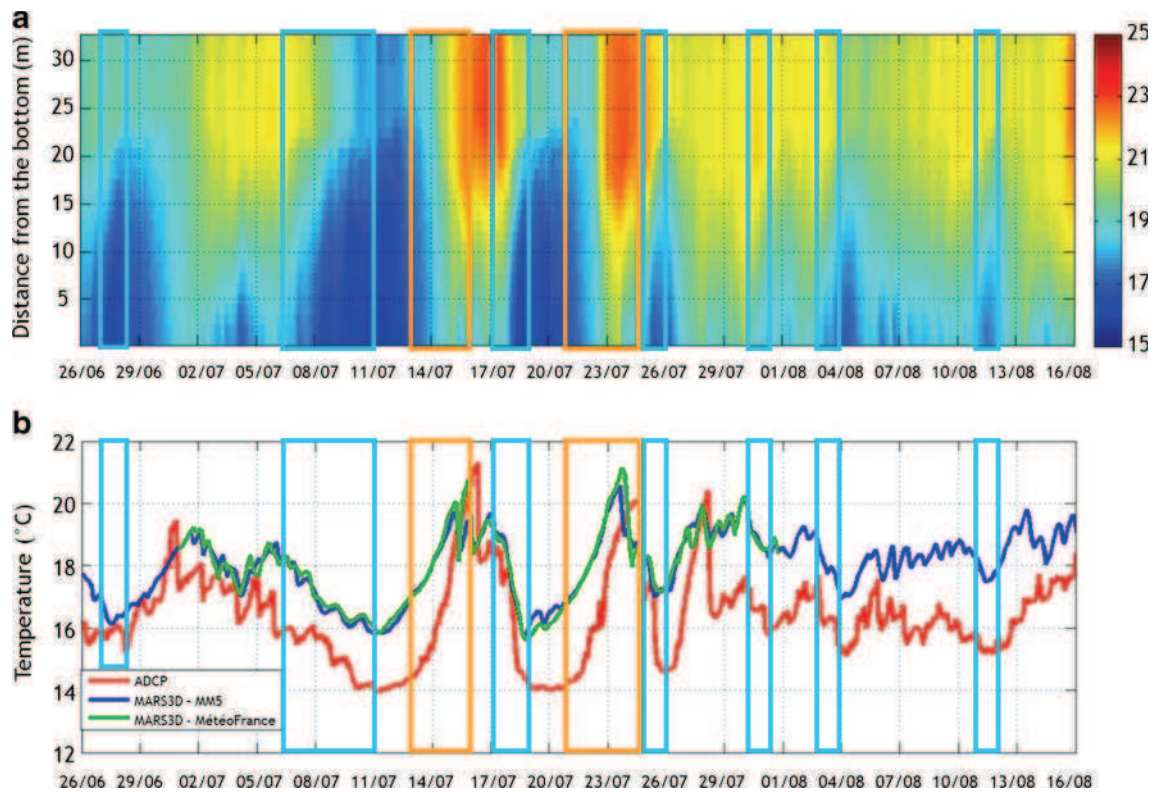 a
Distance from the bottom (m)
30
25
20
15
10
5
25
23
21
19
17
15
26/06 29/06 02/07 05/07 08/07 11/07 14/07 17/07 20/07 23/07 26/07 29/07 01/08 04/08 07/08 10/08 13/08 16/08
b
Temperature (°C)
22
20
18
16
14
12
ADCP
MARS3D - MM5
MARS3D - MétéoFrance
26/06 29/06 02/07 05/07 08/07 11/07 14/07 17/07 20/07 23/07 26/07 29/07 01/08 04/08 07/08 10/08 13/08 16/08